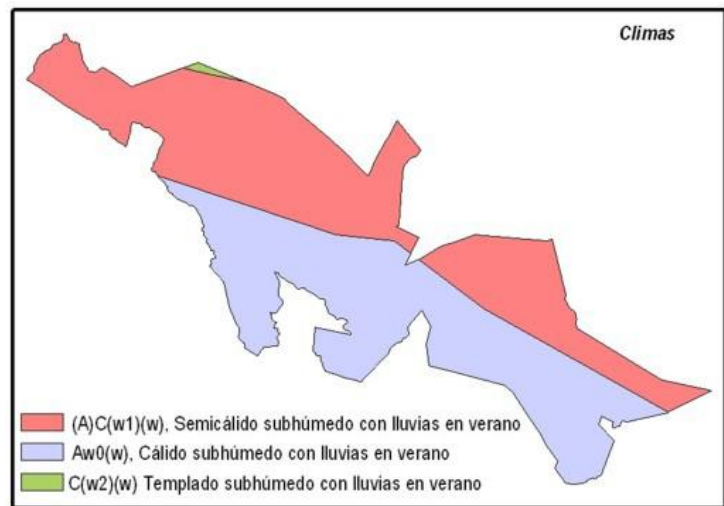 Climas
(A)C(w1)(w), Semicálido subhúmedo con lluvias en verano
Aw0(w), Cálido subhúmedo con lluvias en verano
C(w2)(w) Templado subhúmedo con lluvias en verano